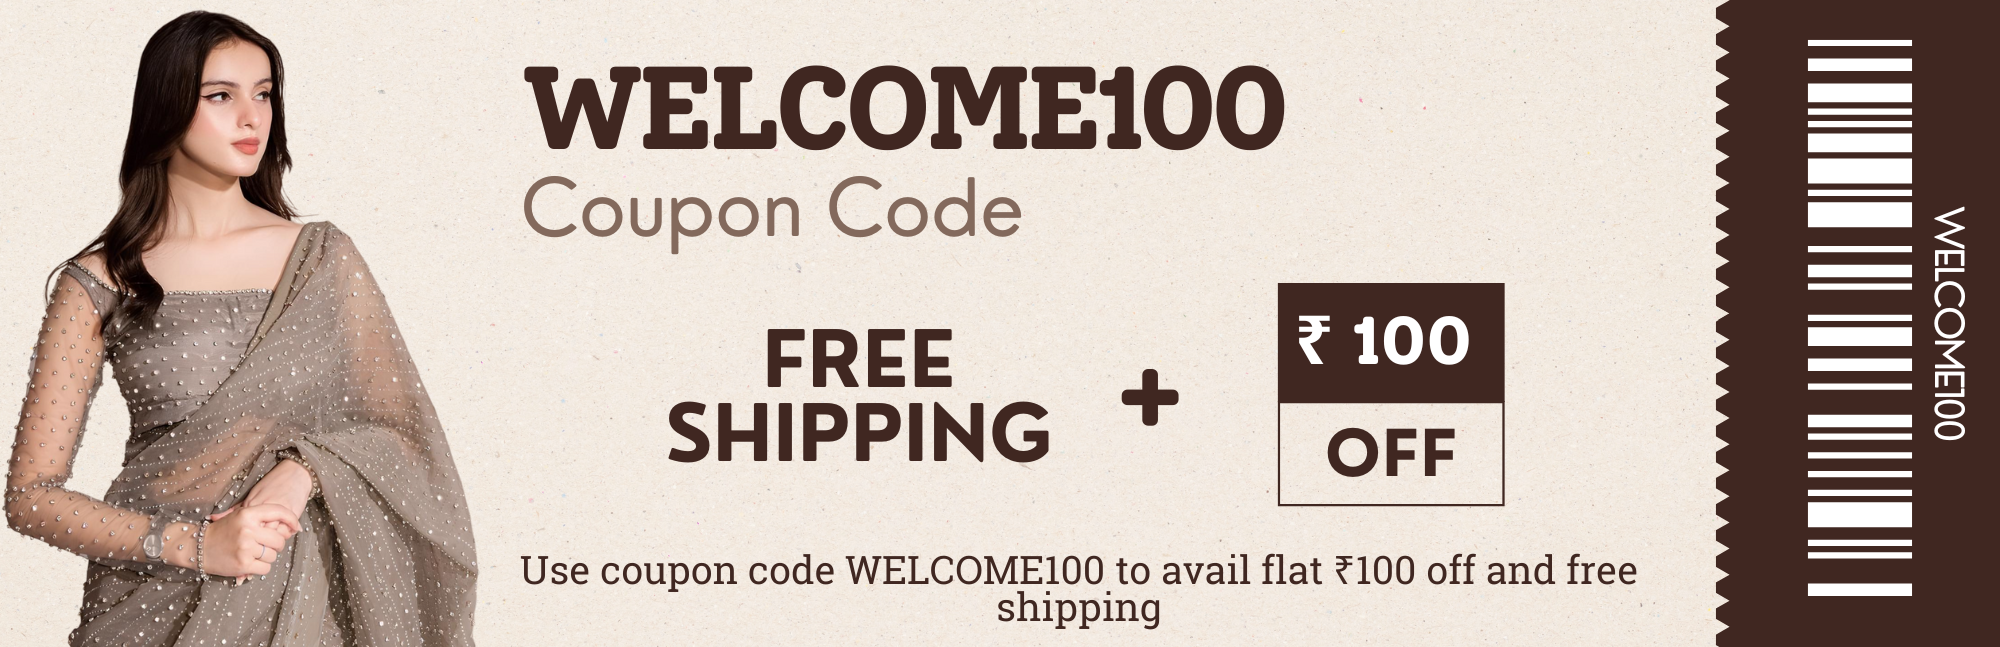 WELCOME100
Coupon Code
FREE
SHIPPING
+
₹ 100
OFF
Use coupon code WELCOME100 to avail flat ₹100 off and free
shipping
WELCOME100